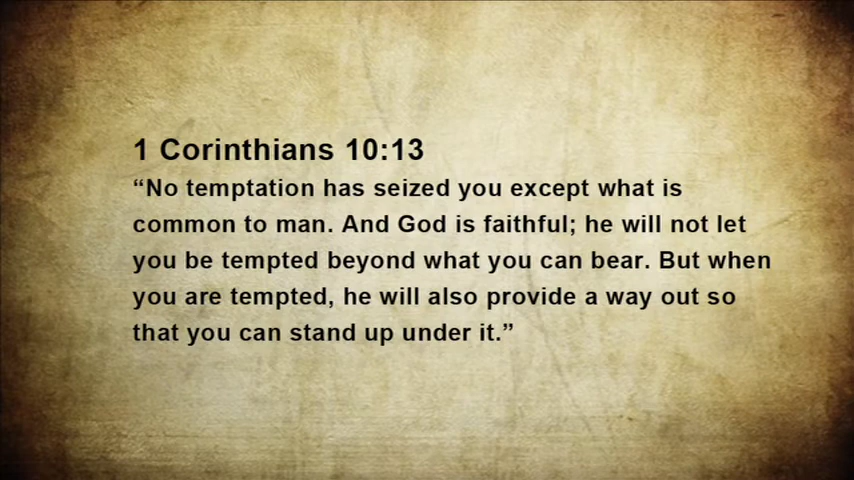 1 Corinthians 10:13
“No temptation has seized you except what is
common to man. And God is faithful; he will not let
you be tempted beyond what you can bear. But when
you are tempted, he will also provide a way out so
that you can stand up under it.”